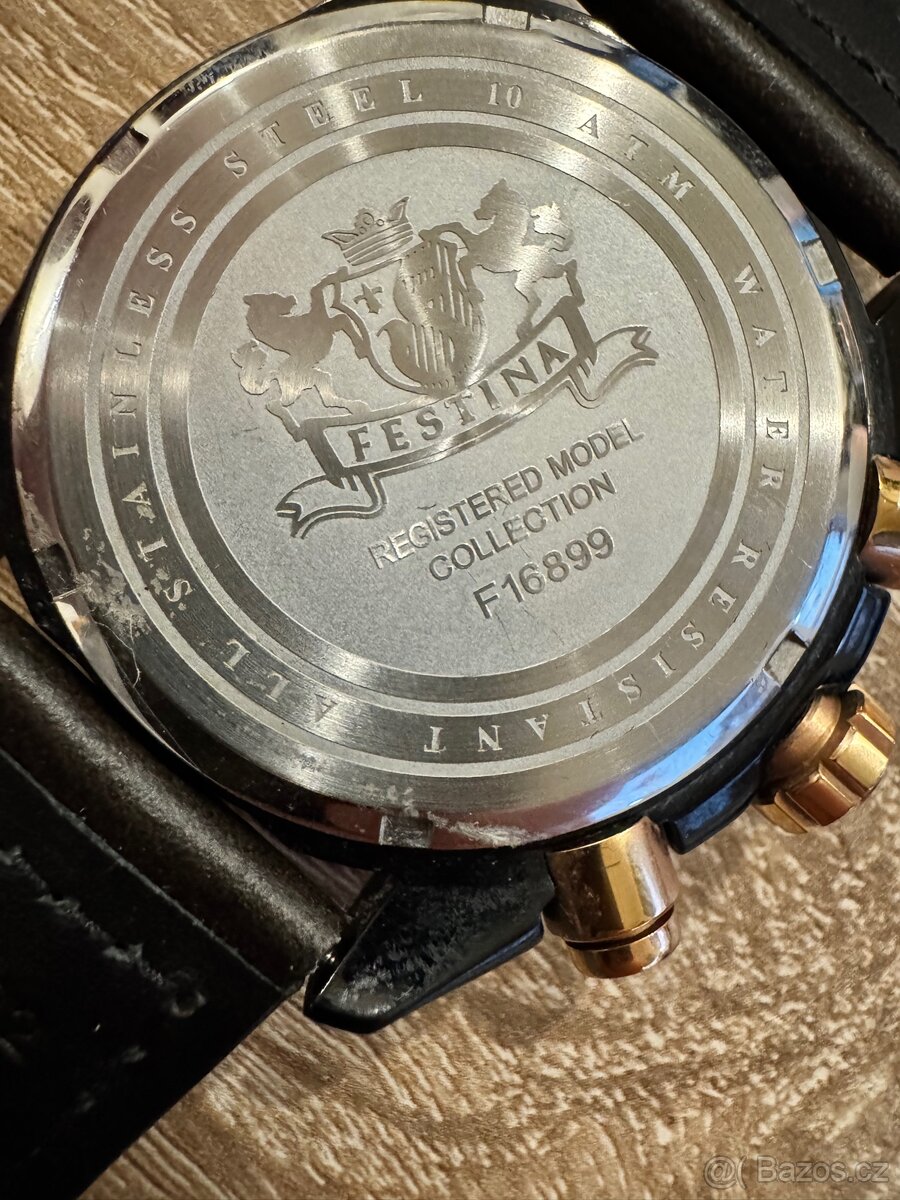 ALL STAINLESS STEEL 10 ATM WATER RESISTANT
FESTINA
REGISTERED MODEL
COLLECTION
F16899
@( Bazos.cz